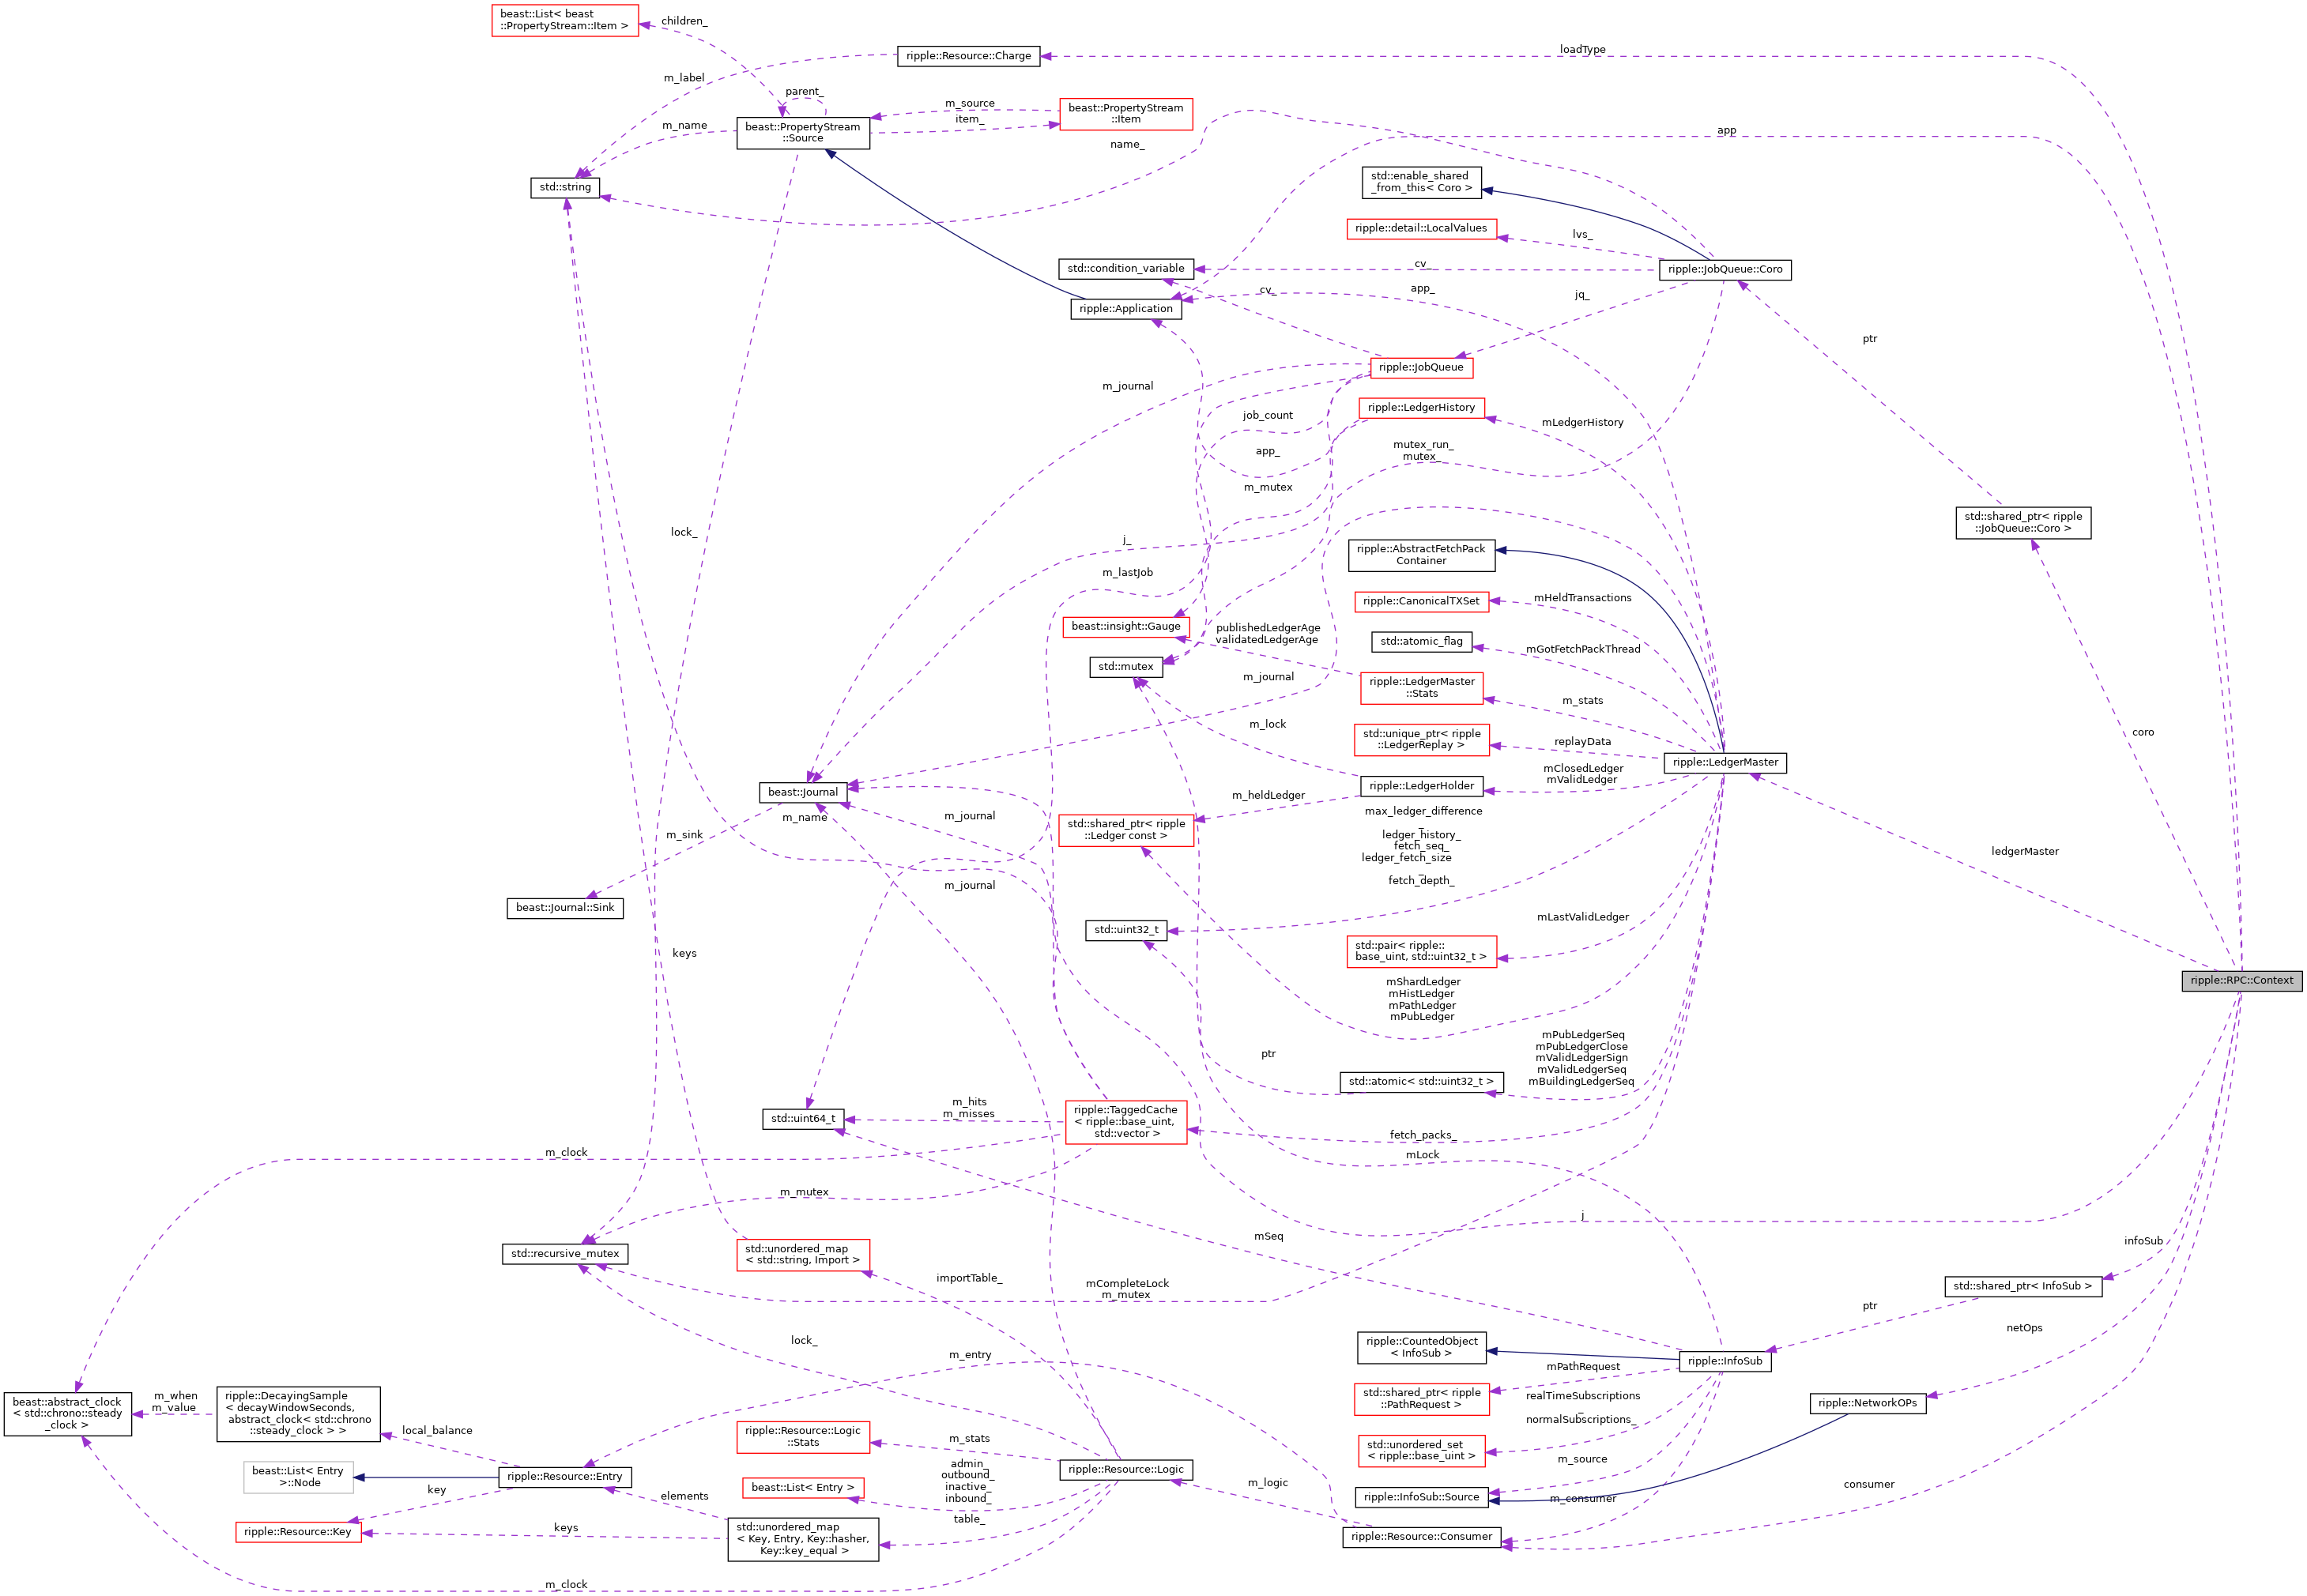 beast::List< beast
::PropertyStream::Item >
children_
ripple::Resource::Charge
loadType
m_label
parent_
m_source
item_
beast::PropertyStream
::Item
m_name
beast::PropertyStream
::Source
name_
app
std::string
std::enable_shared
_from_this< Coro >
ripple::detail::LocalValues
lvs_
std::condition_variable
cv_
ripple::JobQueue::Coro
cv_
app_
jq_
ripple::Application
ptr
ripple::JobQueue
m_journal
job_count
ripple::LedgerHistory
mLedgerHistory
app_
mutex_run_
mutex_
m_mutex
lock_
j_
std::shared_ptr< ripple
::JobQueue::Coro >
ripple::AbstractFetchPack
Container
m_lastJob
ripple::CanonicalTXSet
mHeldTransactions
beast::insight::Gauge
publishedLedgerAge
validatedLedgerAge
std::atomic_flag
mGotFetchPackThread
std::mutex
m_journal
ripple::LedgerMaster
::Stats
m_stats
m_lock
coro
std::unique_ptr< ripple
::LedgerReplay >
replayData
ripple::LedgerMaster
mClosedLedger
mValidLedger
ripple::LedgerHolder
beast::Journal
m_heldLedger
m_name
m_journal
m_sink
std::shared_ptr< ripple
::Ledger const >
max_ledger_difference
_
ledger_history_
fetch_seq_
ledger_fetch_size
_
fetch_depth_
ledgerMaster
m_journal
beast::Journal::Sink
mLastValidLedger
std::uint32_t
std::pair< ripple::
base_uint, std::uint32_t >
keys
ripple::RPC::Context
mShardLedger
mHistLedger
mPathLedger
mPubLedger
ptr
mPubLedgerSeq
mPubLedgerClose
mValidLedgerSign
mValidLedgerSeq
mBuildingLedgerSeq
std::atomic< std::uint32_t >
m_hits
m_misses
std::uint64_t
ripple::TaggedCache
< ripple::base_uint,
std::vector >
fetch_packs_
m_clock
mLock
m_mutex
j
mSeq
infoSub
std::recursive_mutex
std::unordered_map
< std::string, Import >
importTable_
mCompleteLock
m_mutex
std::shared_ptr< InfoSub >
ptr
netOps
lock_
m_entry
ripple::CountedObject
< InfoSub >
ripple::InfoSub
mPathRequest
beast::abstract_clock
< std::chrono::steady
_clock >
m_when
m_value
ripple::DecayingSample
< decayWindowSeconds,
abstract_clock< std::chrono
::steady_clock > >
local_balance
std::shared_ptr< ripple
::PathRequest >
realTimeSubscriptions
_
normalSubscriptions_
ripple::NetworkOPs
ripple::Resource::Logic
::Stats
m_stats
std::unordered_set
< ripple::base_uint >
m_source
beast::List< Entry
>::Node
ripple::Resource::Entry
admin_
outbound_
inactive_
inbound_
beast::List< Entry >
ripple::Resource::Logic
m_logic
consumer
key
elements
ripple::InfoSub::Source
m_consumer
ripple::Resource::Key
keys
std::unordered_map
< Key, Entry, Key::hasher,
Key::key_equal >
table_
ripple::Resource::Consumer
m_clock